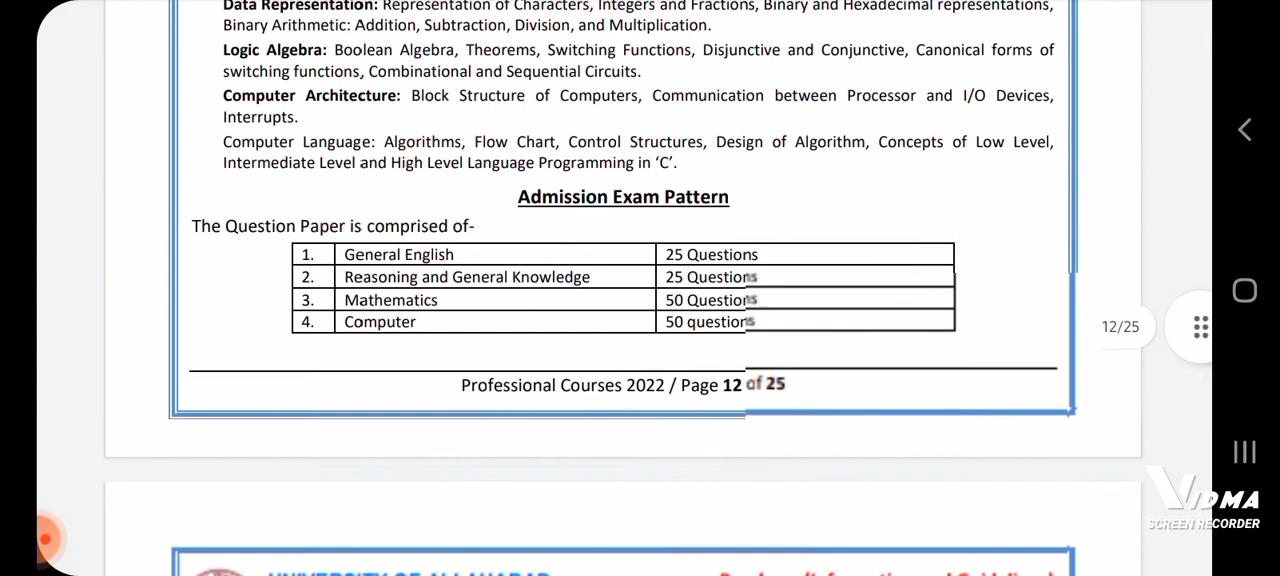 Data Representation: Representation of Characters, Integers and Fractions, Binary and Hexadecimal representations,
Binary Arithmetic: Addition, Subtraction, Division, and Multiplication.
Logic Algebra: Boolean Algebra, Theorems, Switching Functions, Disjunctive and Conjunctive, Canonical forms of
switching functions, Combinational and Sequential Circuits.
Computer Architecture: Block Structure of Computers, Communication between Processor and I/O Devices,
Interrupts.
Computer Language: Algorithms, Flow Chart, Control Structures, Design of Algorithm, Concepts of Low Level,
Intermediate Level and High Level Language Programming in ‘C’.
Admission Exam Pattern
The Question Paper is comprised of-
1. General English 25 Questions
2. Reasoning and General Knowledge 25 Questions
3. Mathematics 50 Questions
4. Computer 50 questions
12/25
Professional Courses 2022 / Page 12 of 25
VIDMA
SCREEN RECORDER
UNIVERSITY OF ALLAHABAD